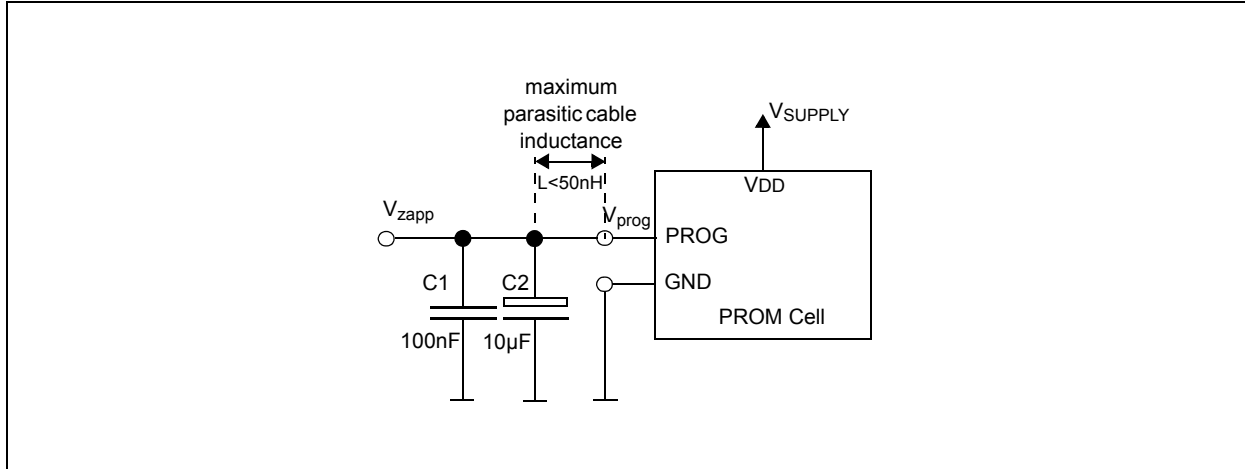 maximum
parasitic cable
inductance
L<50nH
VSUPPLY
VDD
Vzapp
Vprog
PROG
GND
C1
C2
100nF
10µF
PROM Cell